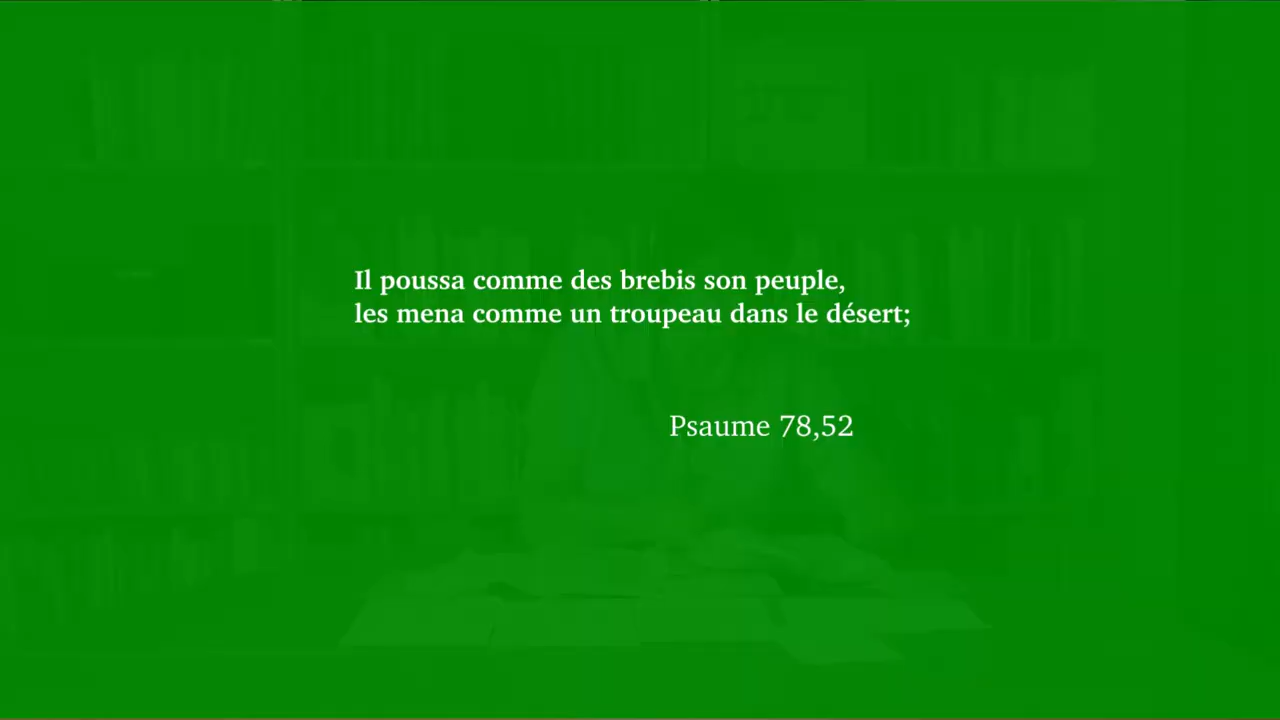 Il poussa comme des brebis son peuple,
les mena comme un troupeau dans le désert;
Psaume 78,52